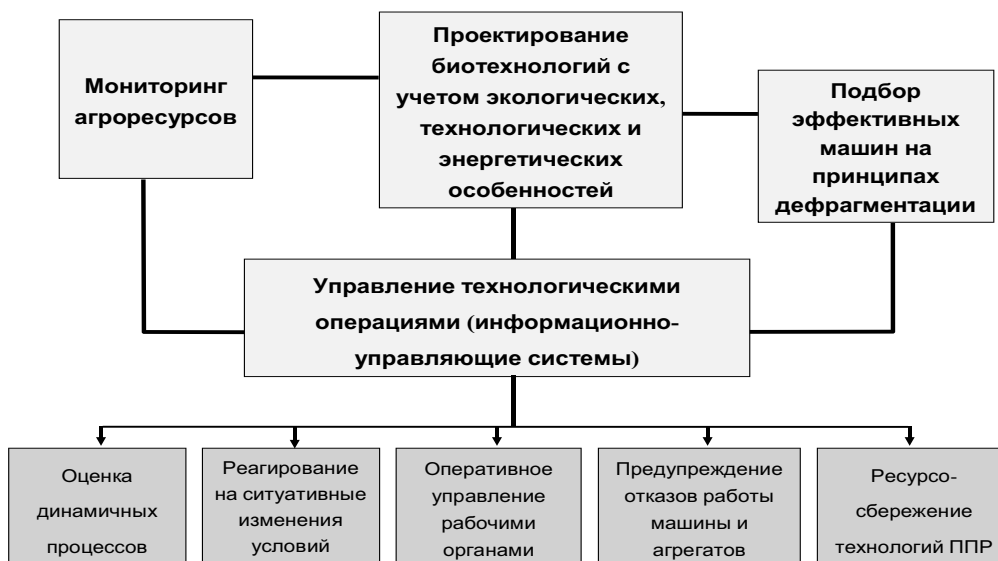 Мониторинг
агроресурсов
Проектирование
биотехнологий с
учетом экологических,
технологических и
энергетических
особенностей
Подбор
эффективных
машин на
принципах
дефрагментации
Управление технологическими
операциями (информационно-
управляющие системы)
Оценка
динамичных
процессов
Реагирование
на ситуативные
изменения
условий
Оперативное
управление
рабочими
органами
Предупреждение
отказов работы
машины и
агрегатов
Ресурсо-
сбережение
технологий ППР